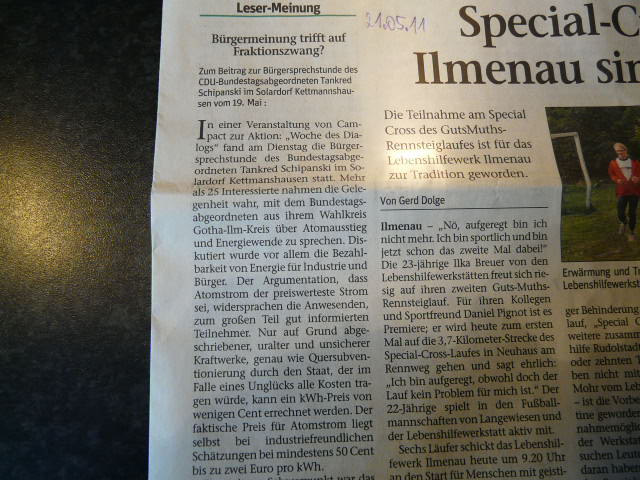 Leser-Meinung
Bürgermeinung trifft auf
Fraktionszwang?
Zum Beitrag zur Bürgersprechstunde des
CDU-Bundestagsabgeordneten Tankred
Schipanski im Solardorf Kettmannshau-
sen vom 19. Mai :
In einer Veranstaltung von Cam-
pact zur Aktion: „Woche des Dia-
logs“ fand am Dienstag die Bürger-
sprechstunde des Bundestagsabge-
ordneten Tankred Schipanski im So-
lardorf Kettmanshausen statt. Mehr
als 25 Interessierte nahmen die Gele-
genheit wahr, mit dem Bundestags-
abgeordneten aus ihrem Wahlkreis
Gotha-Ilm-Kreis über Atomausstieg
und Energiewende zu sprechen. Dis-
kutiert wurde vor allem die Bezahl-
barkeit von Energie für Industrie und
Bürger. Der Argumentation, dass
Atomstrom der preiswerteste Strom
sei, widersprachen die Anwesenden,
zum großen Teil gut informierten
Teilnehmer. Nur auf Grund abge-
schriebener, uralter und unsicherer
Kraftwerke, genau wie Quersubven-
tionierung durch den Staat, der im
Falle eines Unglücks alle Kosten tra-
gen würde, kann ein kWh-Preis von
wenigen Cent errechnet werden. Der
faktische Preis für Atomstrom liegt
selbst bei industriefreundlichen
Schätzungen bei mindestens 50 Cent
bis zu zwei Euro pro kWh.
21.05.11
Special-C
Ilmenau sin
Die Teilnahme am Special
Cross des GutsMuths-
Rennsteiglaufes ist für das
Lebenshilfewerk Ilmenau
zur Tradition geworden.
Von Gerd Dolge
Ilmenau – „Nö, aufgeregt bin ich
nicht mehr. Ich bin sportlich und bin
jetzt schon das zweite Mal dabei!“
Die 23-jährige Ilka Breuer von den
Lebenshilfewerkstätten freut sich rie-
sig auf ihren zweiten Guts-Muths-
Rennsteiglauf. Für ihren Kollegen
und Sportfreund Daniel Pignot ist es
Premiere; er wird heute zum ersten
Mal auf die 3,7-Kilometer-Strecke des
Special-Cross-Laufes in Neuhaus am
Rennweg gehen und sagt ehrlich:
„Ich bin aufgeregt, obwohl doch der
Lauf kein Problem für mich ist.“ Der
22-Jährige spielt in den Fußball-
mannschaften von Langewiesen und
der Lebenshilfewerkstatt aktiv mit.
Sechs Läufer schickt das Lebenshil-
fewerk Ilmenau heute um 9.20 Uhr
an den Start für Menschen mit geisti-
Erwärmung und Tr
Lebenshilfewerkst
ger Behinderung
lauf, „Special C
weitere zusamm
hilfe Rudolstadt
oder zehnten T
ben nicht mit
Mohr vom Lebe
– ist die Vorbe
tine geworden.
nahmemöglic
der Werkstat
suchen unte